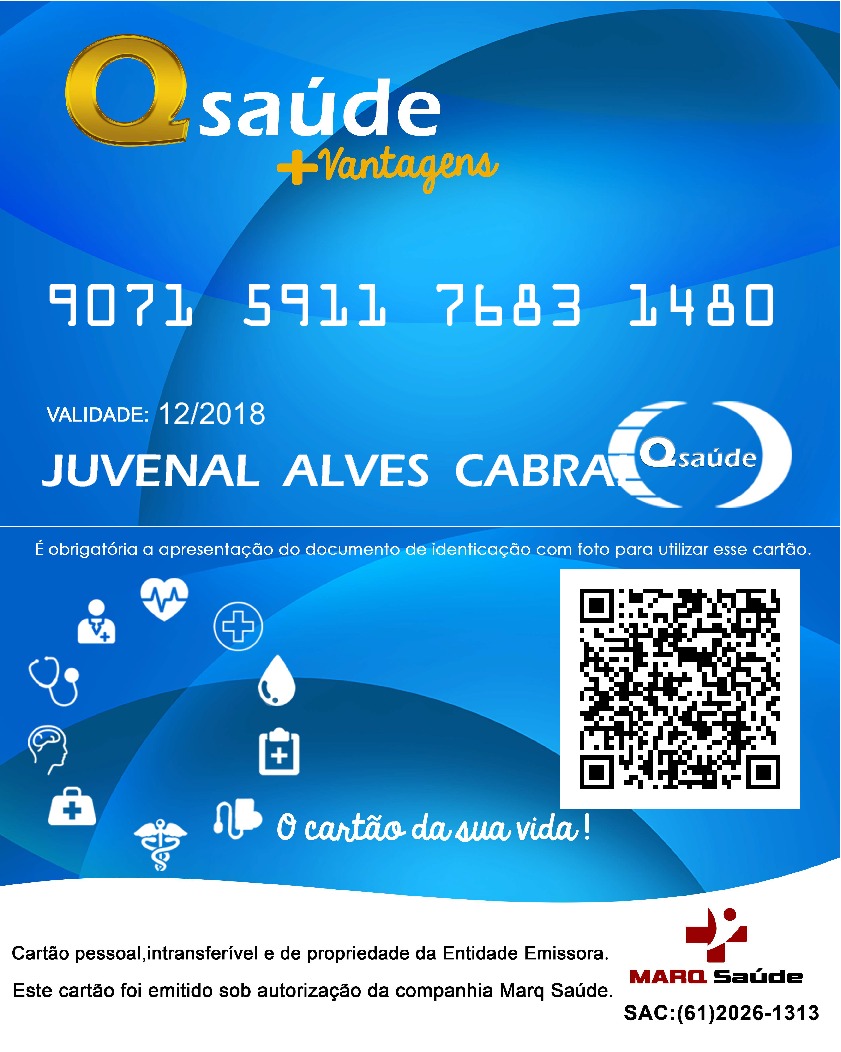 Qsaúde
+Vantagens
9071 5911 7683 1480
VALIDADE: 12/2018
JUVENAL ALVES
Qsaúde
É obrigatória a apresentação do documento de identicação com foto para utilizar esse cartão.
O cartão da sua vida!
Cartão pessoal,intransferível e de propriedade da Entidade Emissora.
MARQ Saúde
Este cartão foi emitido sob autorização da companhia Marq Saúde.
SAC:(61)2026-1313